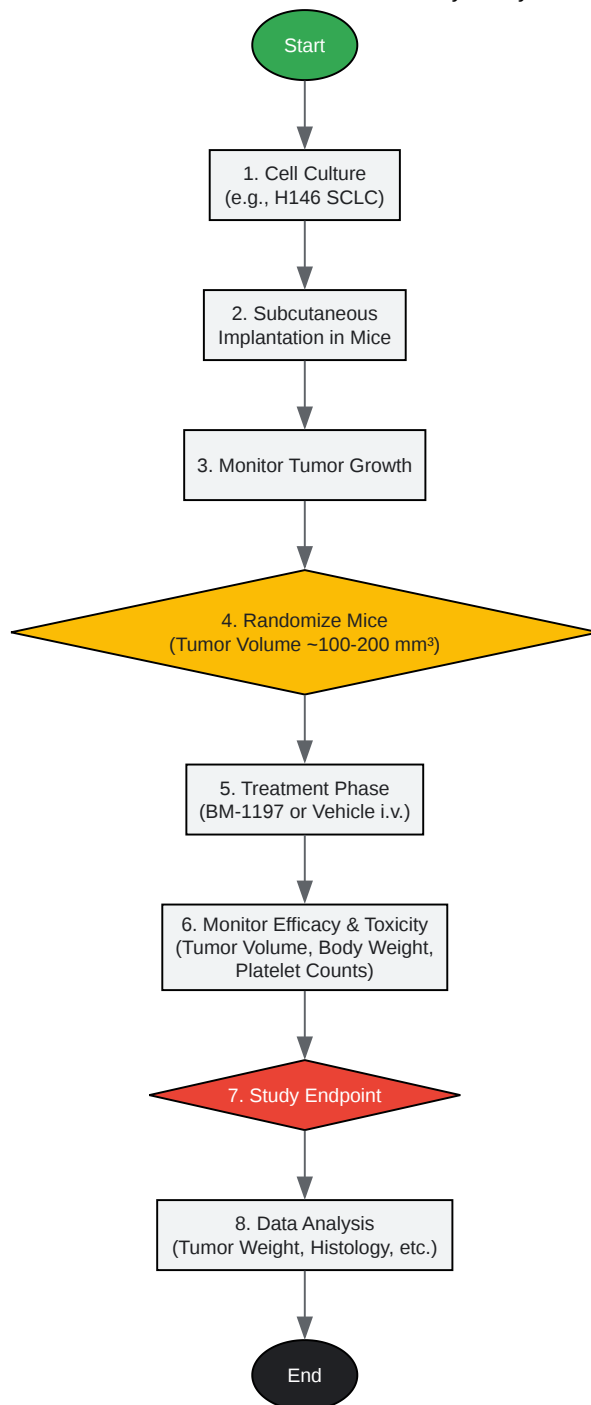 Start
1. Cell Culture
(e.g., H146 SCLC)
2. Subcutaneous
Implantation in Mice
3. Monitor Tumor Growth
4. Randomize Mice
(Tumor Volume ~100-200 mm³)
5. Treatment Phase
(BM-1197 or Vehicle i.v.)
6. Monitor Efficacy & Toxicity
(Tumor Volume, Body Weight,
Platelet Counts)
7. Study Endpoint
8. Data Analysis
(Tumor Weight, Histology, etc.)
End